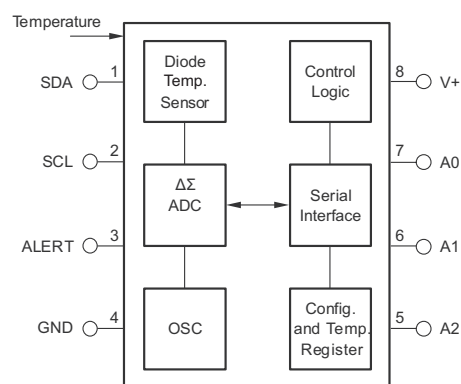 Temperature
1
SDA
2
SCL
3
ALERT
4
GND
Diode
Temp.
Sensor
ΔΣ
ADC
OSC
Control
Logic
Serial
Interface
Config.
and Temp.
Register
8
V+
7
A0
6
A1
5
A2